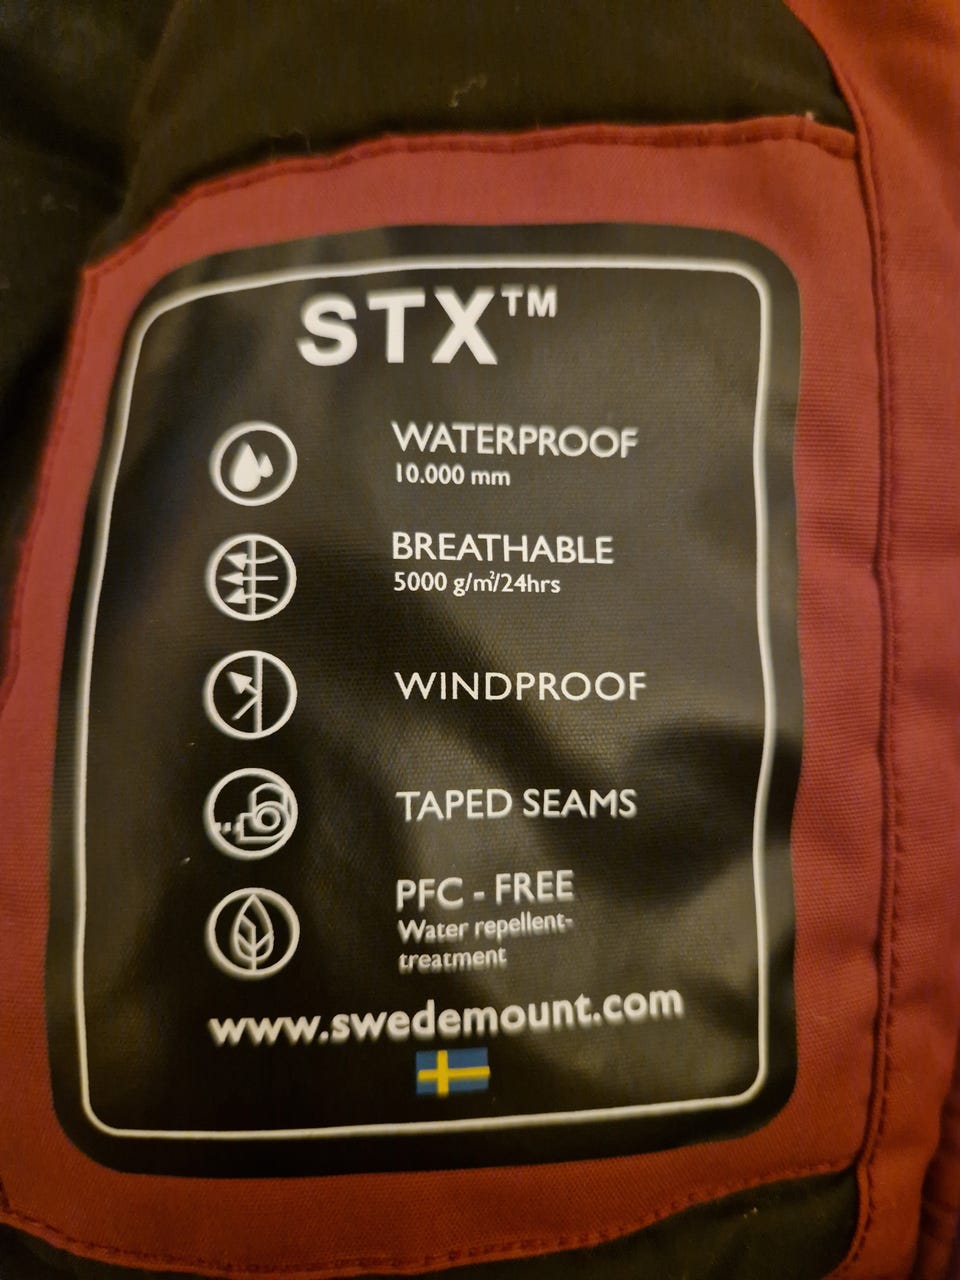 STX™
WATERPROOF
10.000 mm
BREATHABLE
5000 g/m²/24hrs
WINDPROOF
TAPED SEAMS
PFC - FREE
Water repellent-
treatment
www.swedemount.com